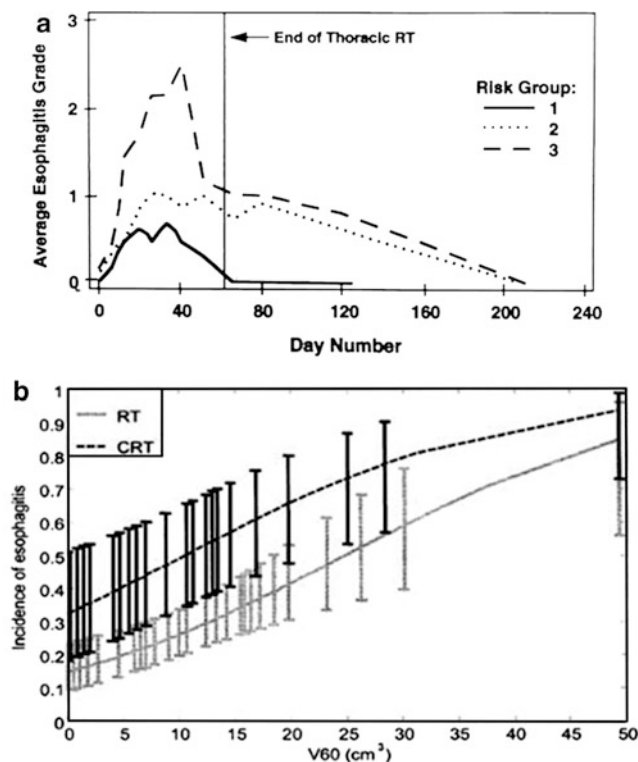 a
3
2
1
0
Average Esophagitis Grade
End of Thoracic RT
Risk Group:
1
2
3
0 40 80 120 160 200 240
Day Number
b
RT
CRT
1
0.9
0.8
0.7
0.6
0.5
0.4
0.3
0.2
0.1
0
Incidence of esophagitis
0 5 10 15 20 25 30 35 40 45 50
V60 (cm³)